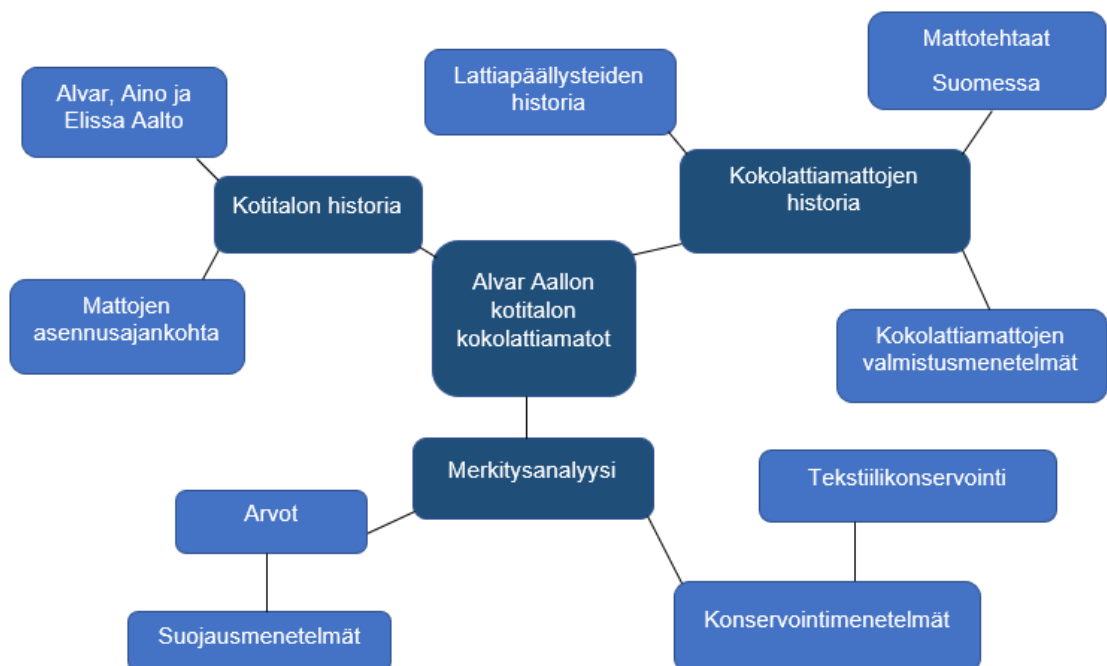 Mattotehtaat
Suomessa
Lattiapäällysteiden
historia
Alvar, Aino ja
Elissa Aalto
Kokolattiamattojen
historia
Kotitalon historia
Alvar Aallon
kotitalon
kokolattiamatot
Mattojen
asennusajankohta
Kokolattiamattojen
valmistusmenetelmät
Merkitysanalyysi
Tekstiilikonservointi
Arvot
Konservointimenetelmät
Suojausmenetelmät